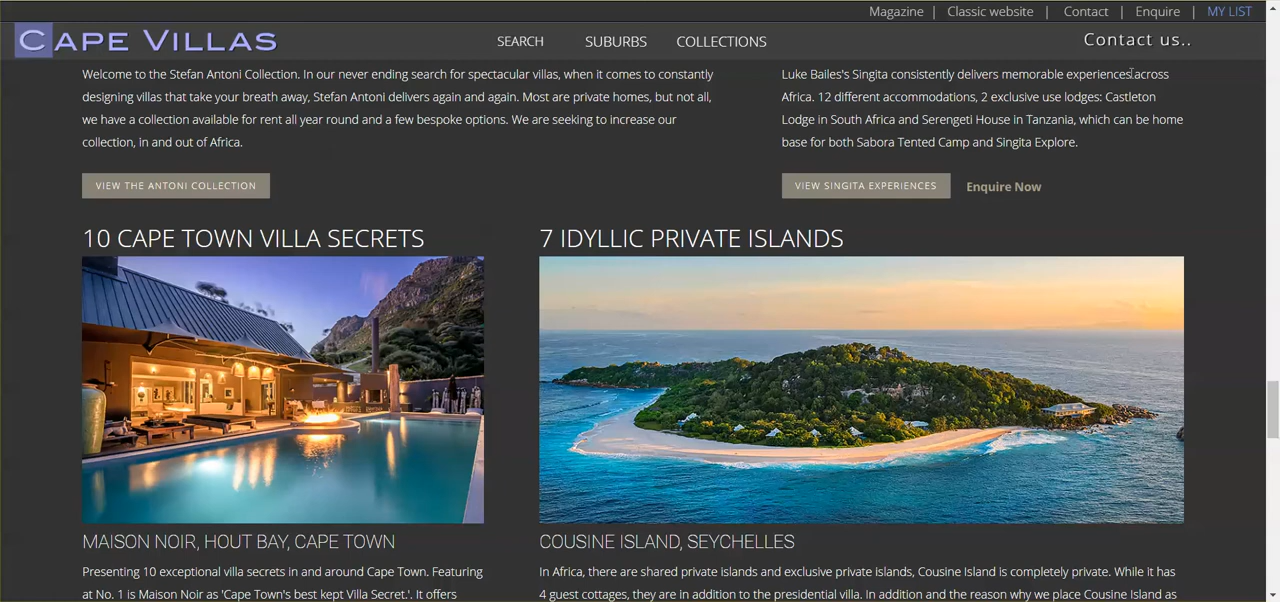 Magazine | Classic website | Contact | Enquire | MY LIST
CAPE VILLAS
SEARCH SUBURBS COLLECTIONS
Contact us..
Welcome to the Stefan Antoni Collection. In our never ending search for spectacular villas, when it comes to constantly
designing villas that take your breath away, Stefan Antoni delivers again and again. Most are private homes, but not all,
we have a collection available for rent all year round and a few bespoke options. We are seeking to increase our
collection, in and out of Africa.
VIEW THE ANTONI COLLECTION
Luke Bailes's Singita consistently delivers memorable experiences across
Africa. 12 different accommodations, 2 exclusive use lodges: Castleton
Lodge in South Africa and Serengeti House in Tanzania, which can be home
base for both Sabora Tented Camp and Singita Explore.
VIEW SINGITA EXPERIENCES Enquire Now
10 CAPE TOWN VILLA SECRETS
MAISON NOIR, HOUT BAY, CAPE TOWN
Presenting 10 exceptional villa secrets in and around Cape Town. Featuring
at No. 1 is Maison Noir as 'Cape Town's best kept Villa Secret.'. It offers
7 IDYLLIC PRIVATE ISLANDS
COUSINE ISLAND, SEYCHELLES
In Africa, there are shared private islands and exclusive private islands, Cousine Island is completely private. While it has
4 guest cottages, they are in addition to the presidential villa. In addition and the reason why we place Cousine Island as